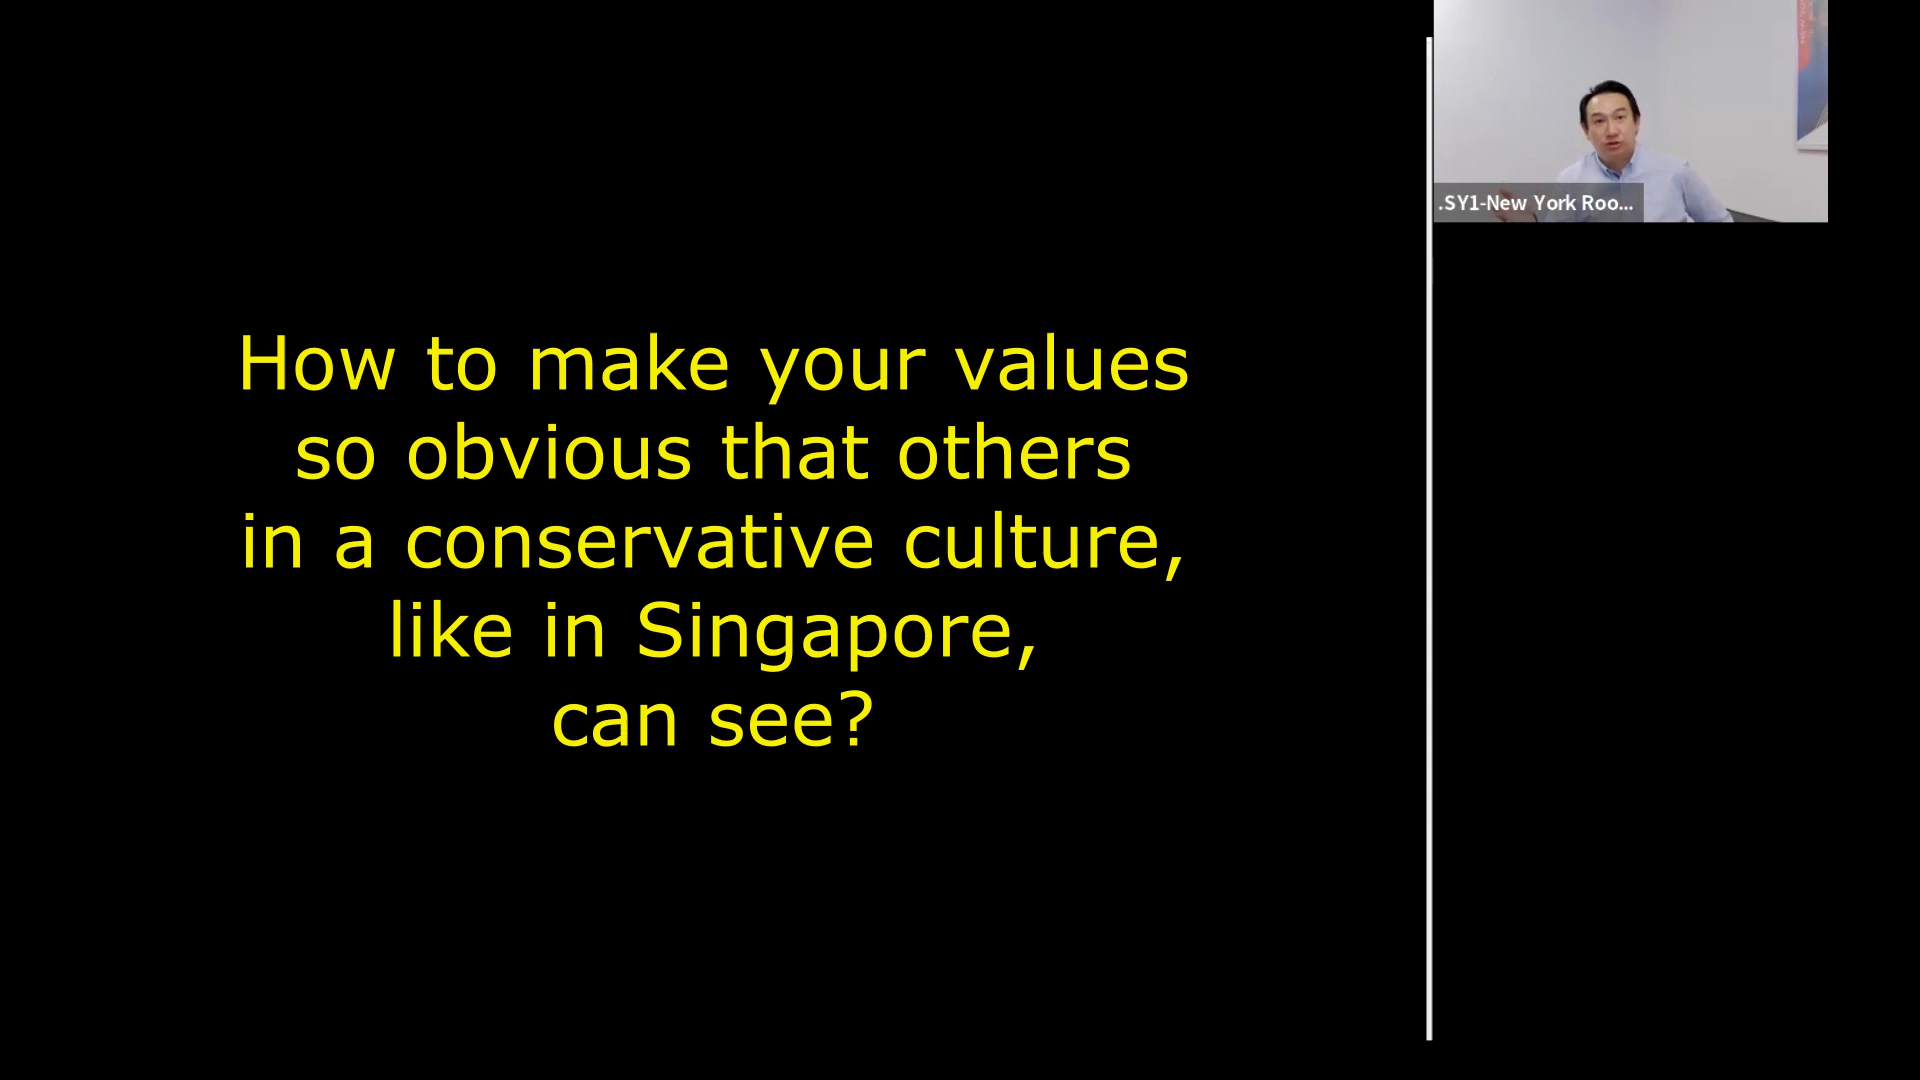 How to make your values
so obvious that others
in a conservative culture,
like in Singapore,
can see?
.SY1-New York Roo...